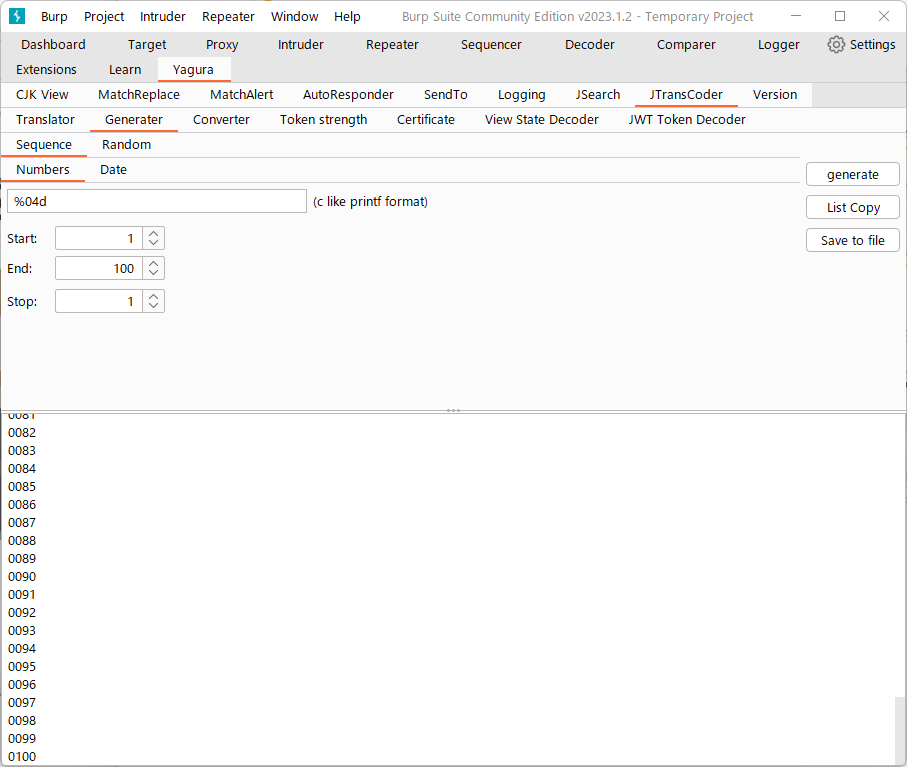 Burp Project Intruder Repeater Window Help Burp Suite Community Edition v2023.1.2 - Temporary Project
Dashboard Target Proxy Intruder Repeater Sequencer Decoder Comparer Logger Settings
Extensions Learn Yagura
CJK View MatchReplace MatchAlert AutoResponder SendTo Logging JSearch JTransCoder Version
Translator Generater Converter Token strength Certificate View State Decoder JWT Token Decoder
Sequence Random
Numbers Date
generate
%04d (c like printf format)
List Copy
Start: 1
Save to file
End: 100
Stop: 1
0081
0082
0083
0084
0085
0086
0087
0088
0089
0090
0091
0092
0093
0094
0095
0096
0097
0098
0099
0100